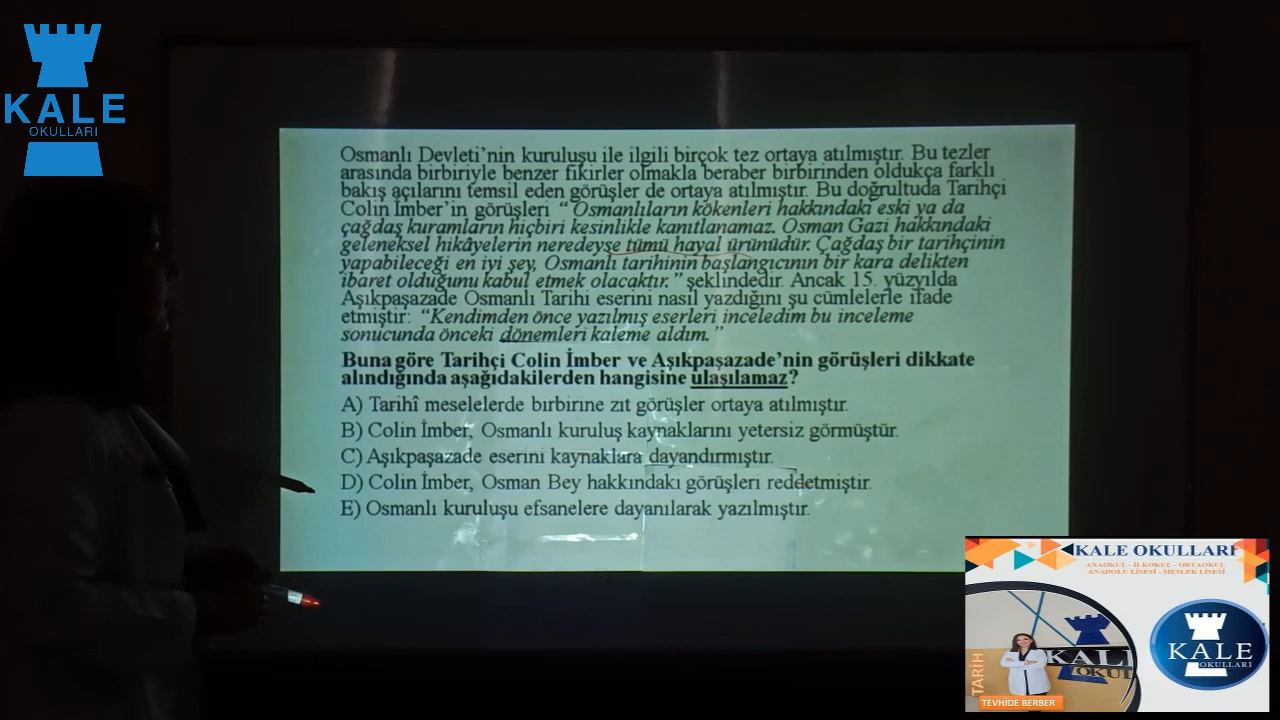 KALE
OKULLARI
Osmanlı Devleti'nin kuruluşu ile ilgili birçok tez ortaya atılmıştır. Bu tezler
arasında birbiriyle benzer fikirler olmakla beraber birbirinden oldukça farklı
bakış açılarını temsil eden görüşler de ortaya atılmıştır. Bu doğrultuda Tarihçi
Colin İmber'in görüşleri “ Osmanlıların kökenleri hakkındaki eski ya da
çağdaş kuramların hiçbiri kesinlikle kanıtlanamaz. Osman Gazi hakkındaki
geleneksel hikâyelerin neredeyse tümü hayal ürünüdür. Çağdaş bir tarihçinin
yapabileceği en iyi şey, Osmanlı tarihinin başlangıcının bir kara delikten
ibaret olduğunu kabul etmek olacaktır.” şeklindedir. Ancak 15. yüzyılda
Aşıkpaşazade Osmanlı Tarihi eserini nasıl yazdığını şu cümlelerle ifade
etmiştir: “Kendimden önce yazılmış eserleri inceledim bu inceleme
sonucunda önceki dönemleri kaleme aldım.”
Buna göre Tarihçi Colin İmber ve Aşıkpaşazade'nin görüşleri dikkate
alındığında aşağıdakilerden hangisine ulaşılamaz?
A) Tarihî meselelerde birbirine zıt görüşler ortaya atılmıştır.
B) Colin İmber, Osmanlı kuruluş kaynaklarını yetersiz görmüştür.
C) Aşıkpaşazade eserini kaynaklara dayandırmıştır.
D) Colin İmber, Osman Bey hakkındaki görüşleri reddetmiştir.
E) Osmanlı kuruluşu efsanelere dayanılarak yazılmıştır.
KALE OKULLARI
ANAOKUL - İLKOKUL - ORTAOKUL
ANADOLU LİSESİ - MESLEK LİSESİ
KALE
OKUL
KALE
OKULLARI
TARİH
TEVHİDE BERBER